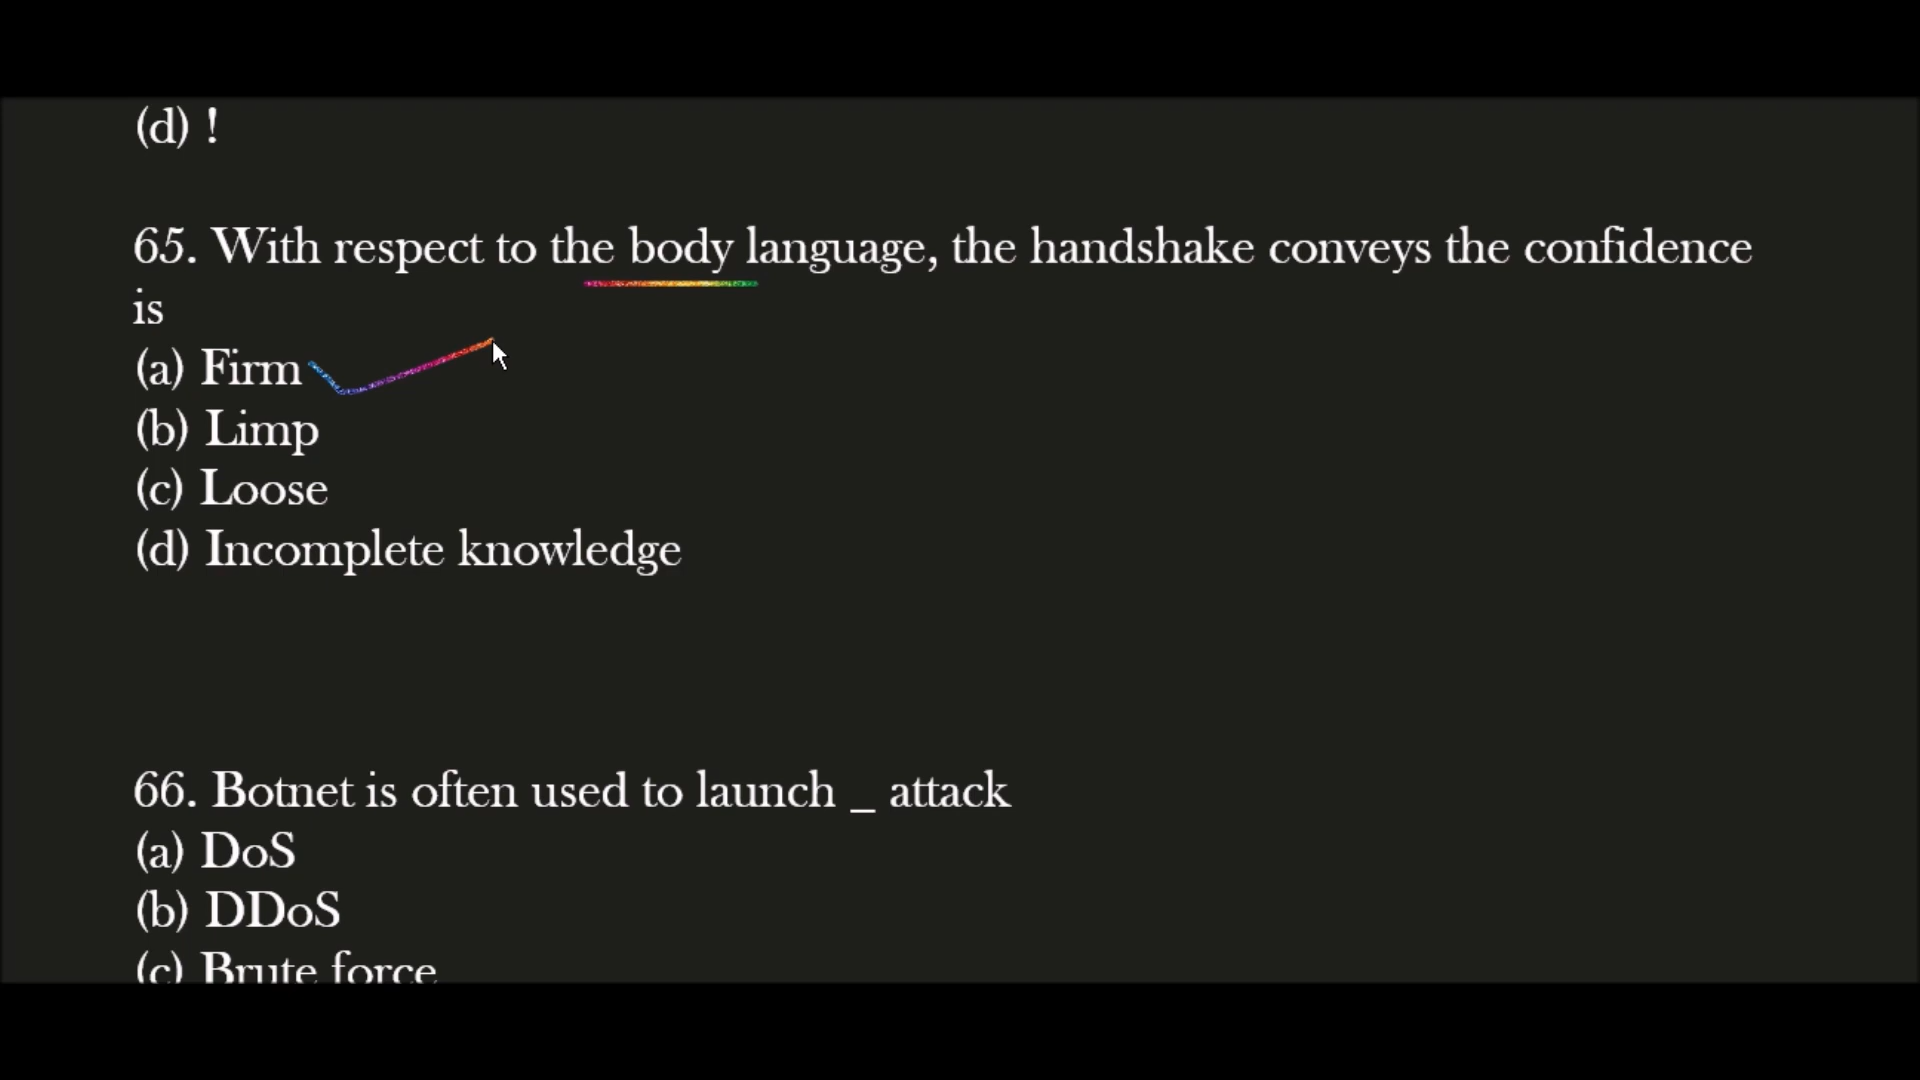 (d) !
65. With respect to the body language, the handshake conveys the confidence
is
(a) Firm
(b) Limp
(c) Loose
(d) Incomplete knowledge
66. Botnet is often used to launch _ attack
(a) DoS
(b) DDoS
(c) Brute force